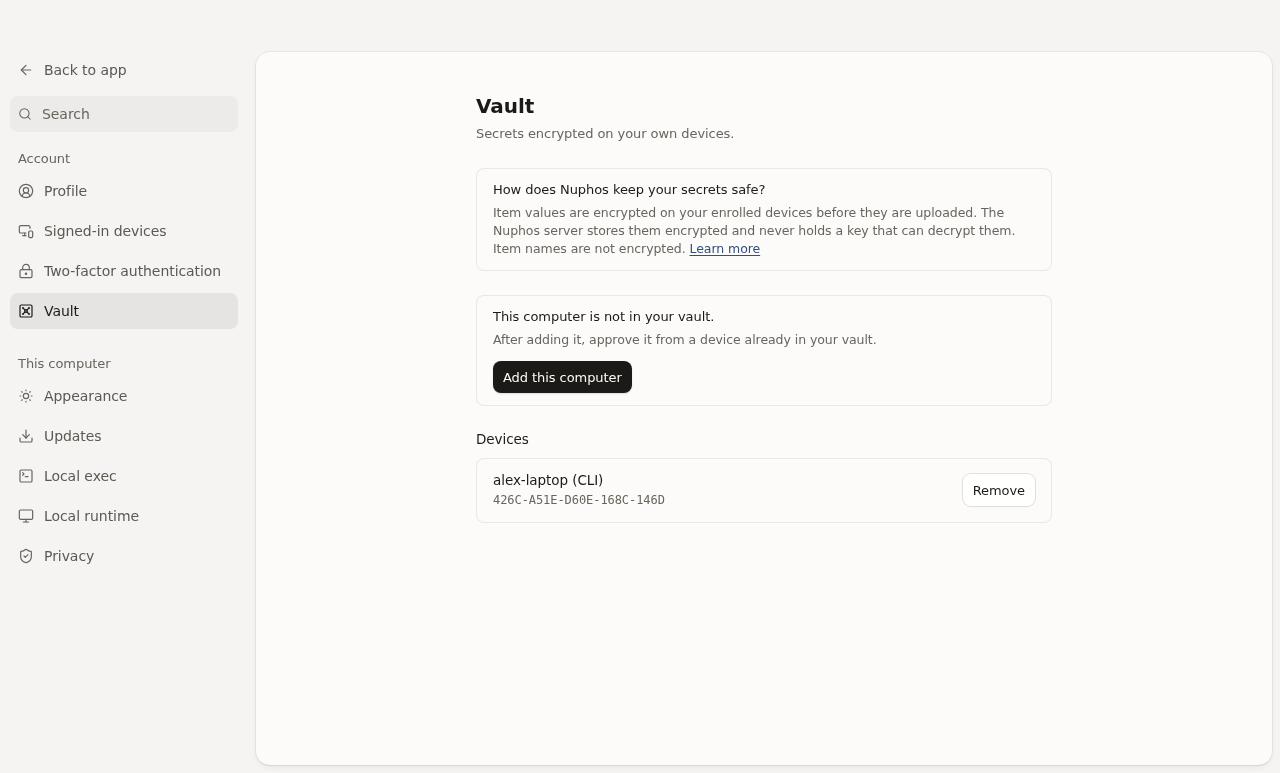 Back to app
Search
Account
Profile
Signed-in devices
Two-factor authentication
Vault
This computer
Appearance
Updates
Local exec
Local runtime
Privacy
Vault
Secrets encrypted on your own devices.
How does Nuphos keep your secrets safe?
Item values are encrypted on your enrolled devices before they are uploaded. The
Nuphos server stores them encrypted and never holds a key that can decrypt them.
Item names are not encrypted. Learn more
This computer is not in your vault.
After adding it, approve it from a device already in your vault.
Add this computer
Devices
alex-laptop (CLI)
426C-A51E-D60E-168C-146D
Remove